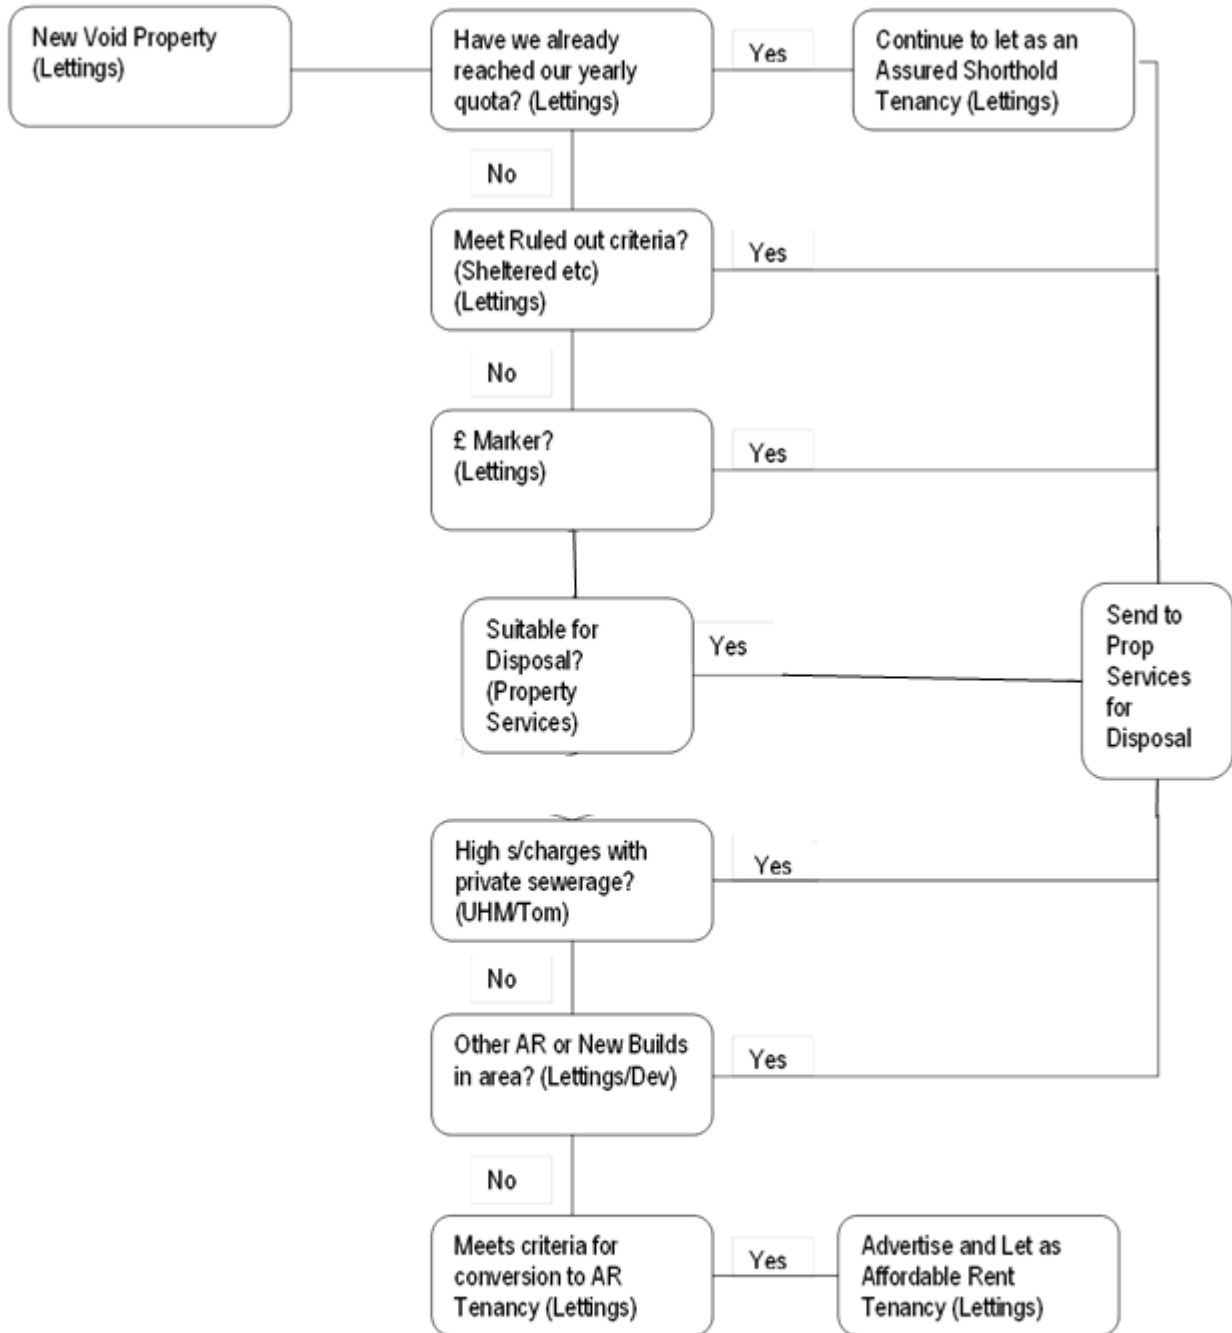 New Void Property
(Lettings)
Have we already
reached our yearly
quota? (Lettings)
Yes
Continue to let as an
Assured Shorthold
Tenancy (Lettings)
No
Meet Ruled out criteria?
(Sheltered etc)
(Lettings)
Yes
No
£ Marker?
(Lettings)
Yes
Suitable for
Disposal?
(Property
Services)
Yes
Send to
Prop
Services
for
Disposal
High s/charges with
private sewerage?
(UHM/Tom)
Yes
No
Other AR or New Builds
in area? (Lettings/Dev)
Yes
No
Meets criteria for
conversion to AR
Tenancy (Lettings)
Yes
Advertise and Let as
Affordable Rent
Tenancy (Lettings)